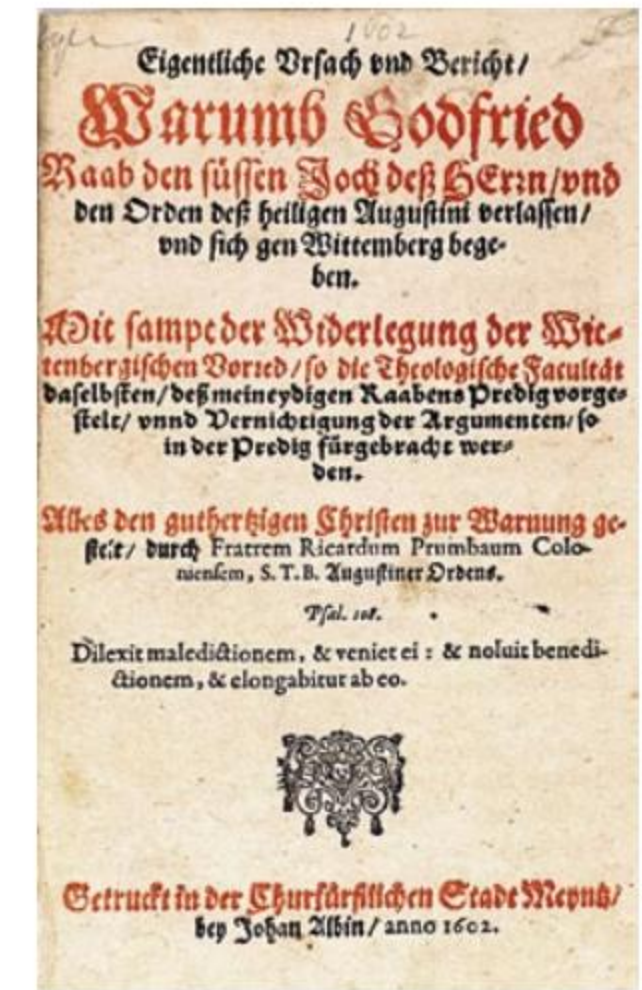 1602
Eigentliche Vrsach vnd Bericht/
Warumb Godfried
Raab den süssen Joch deß HErrn/vnd
den Orden deß heiligen Augustini verlassen/
vnd sich gen Wittemberg bege-
ben.
Mit sampt der Widerlegung der Wit-
tenbergischen Vorred/so die Theologische Facultät
daselbsten/deß meineydigen Raabens Predig vorge-
stelt/ vnnd Vernichtigung der Argumenten/so
in der Predig fürgebracht wer-
den.
Alles den guthertzigen Christen zur Warnung ge-
stelt/ durch Fratrem Ricardum Prumbaum Colo-
niensem, S. T. B. Augustiner Ordens.
Psal. 108.
Dilexit maledictionem, & veniet ei : & noluit benedi-
ctionem, & elongabitur ab eo.
Getruckt in der Churfürstlichen Stadt Meyntz/
bey Johan Albin/ anno 1602.